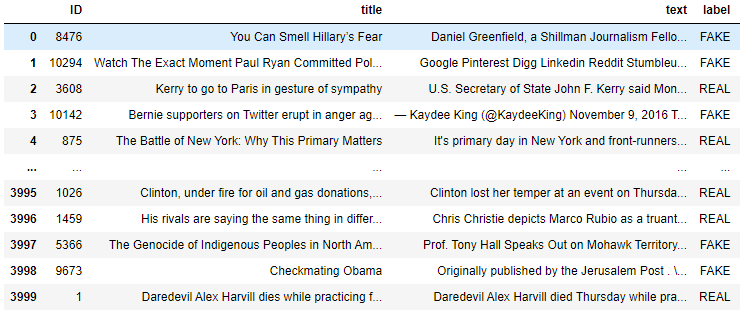 ID title text label
0 8476 You Can Smell Hillary’s Fear Daniel Greenfield, a Shillman Journalism Fello... FAKE
1 10294 Watch The Exact Moment Paul Ryan Committed Pol... Google Pinterest Digg Linkedin Reddit Stumbleu... FAKE
2 3608 Kerry to go to Paris in gesture of sympathy U.S. Secretary of State John F. Kerry said Mon... REAL
3 10142 Bernie supporters on Twitter erupt in anger ag... — Kaydee King (@KaydeeKing) November 9, 2016 T... FAKE
4 875 The Battle of New York: Why This Primary Matters It's primary day in New York and front-runners... REAL
... ... ... ... ...
3995 1026 Clinton, under fire for oil and gas donations,... Clinton lost her temper at an event on Thursda... REAL
3996 1459 His rivals are saying the same thing in differ... Chris Christie depicts Marco Rubio as a truant... REAL
3997 5366 The Genocide of Indigenous Peoples in North Am... Prof. Tony Hall Speaks Out on Mohawk Territory... FAKE
3998 9673 Checkmating Obama Originally published by the Jerusalem Post . \... FAKE
3999 1 Daredevil Alex Harvill dies while practicing f... Daredevil Alex Harvill died Thursday while pra... REAL